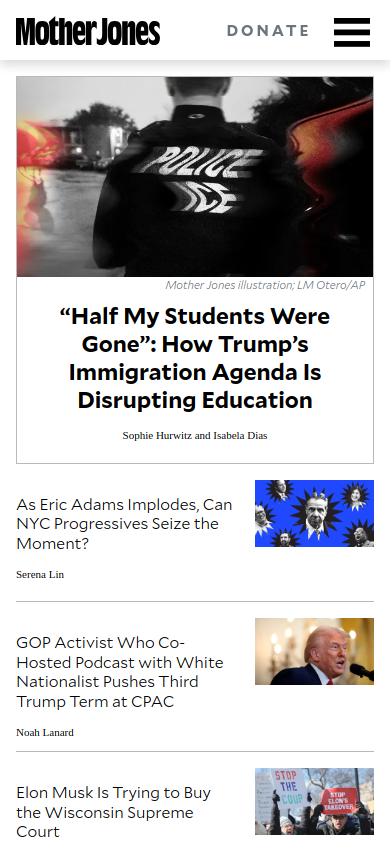 Mother Jones
DONATE
POLICE
ICE
Mother Jones illustration; LM Otero/AP
“Half My Students Were
Gone”: How Trump’s
Immigration Agenda Is
Disrupting Education
Sophie Hurwitz and Isabela Dias
As Eric Adams Implodes, Can
NYC Progressives Seize the
Moment?
Serena Lin
GOP Activist Who Co-
Hosted Podcast with White
Nationalist Pushes Third
Trump Term at CPAC
Noah Lanard
Elon Musk Is Trying to Buy
the Wisconsin Supreme
Court
STOP
THE
COUP
STOP
ELON'S
TAKEOVER